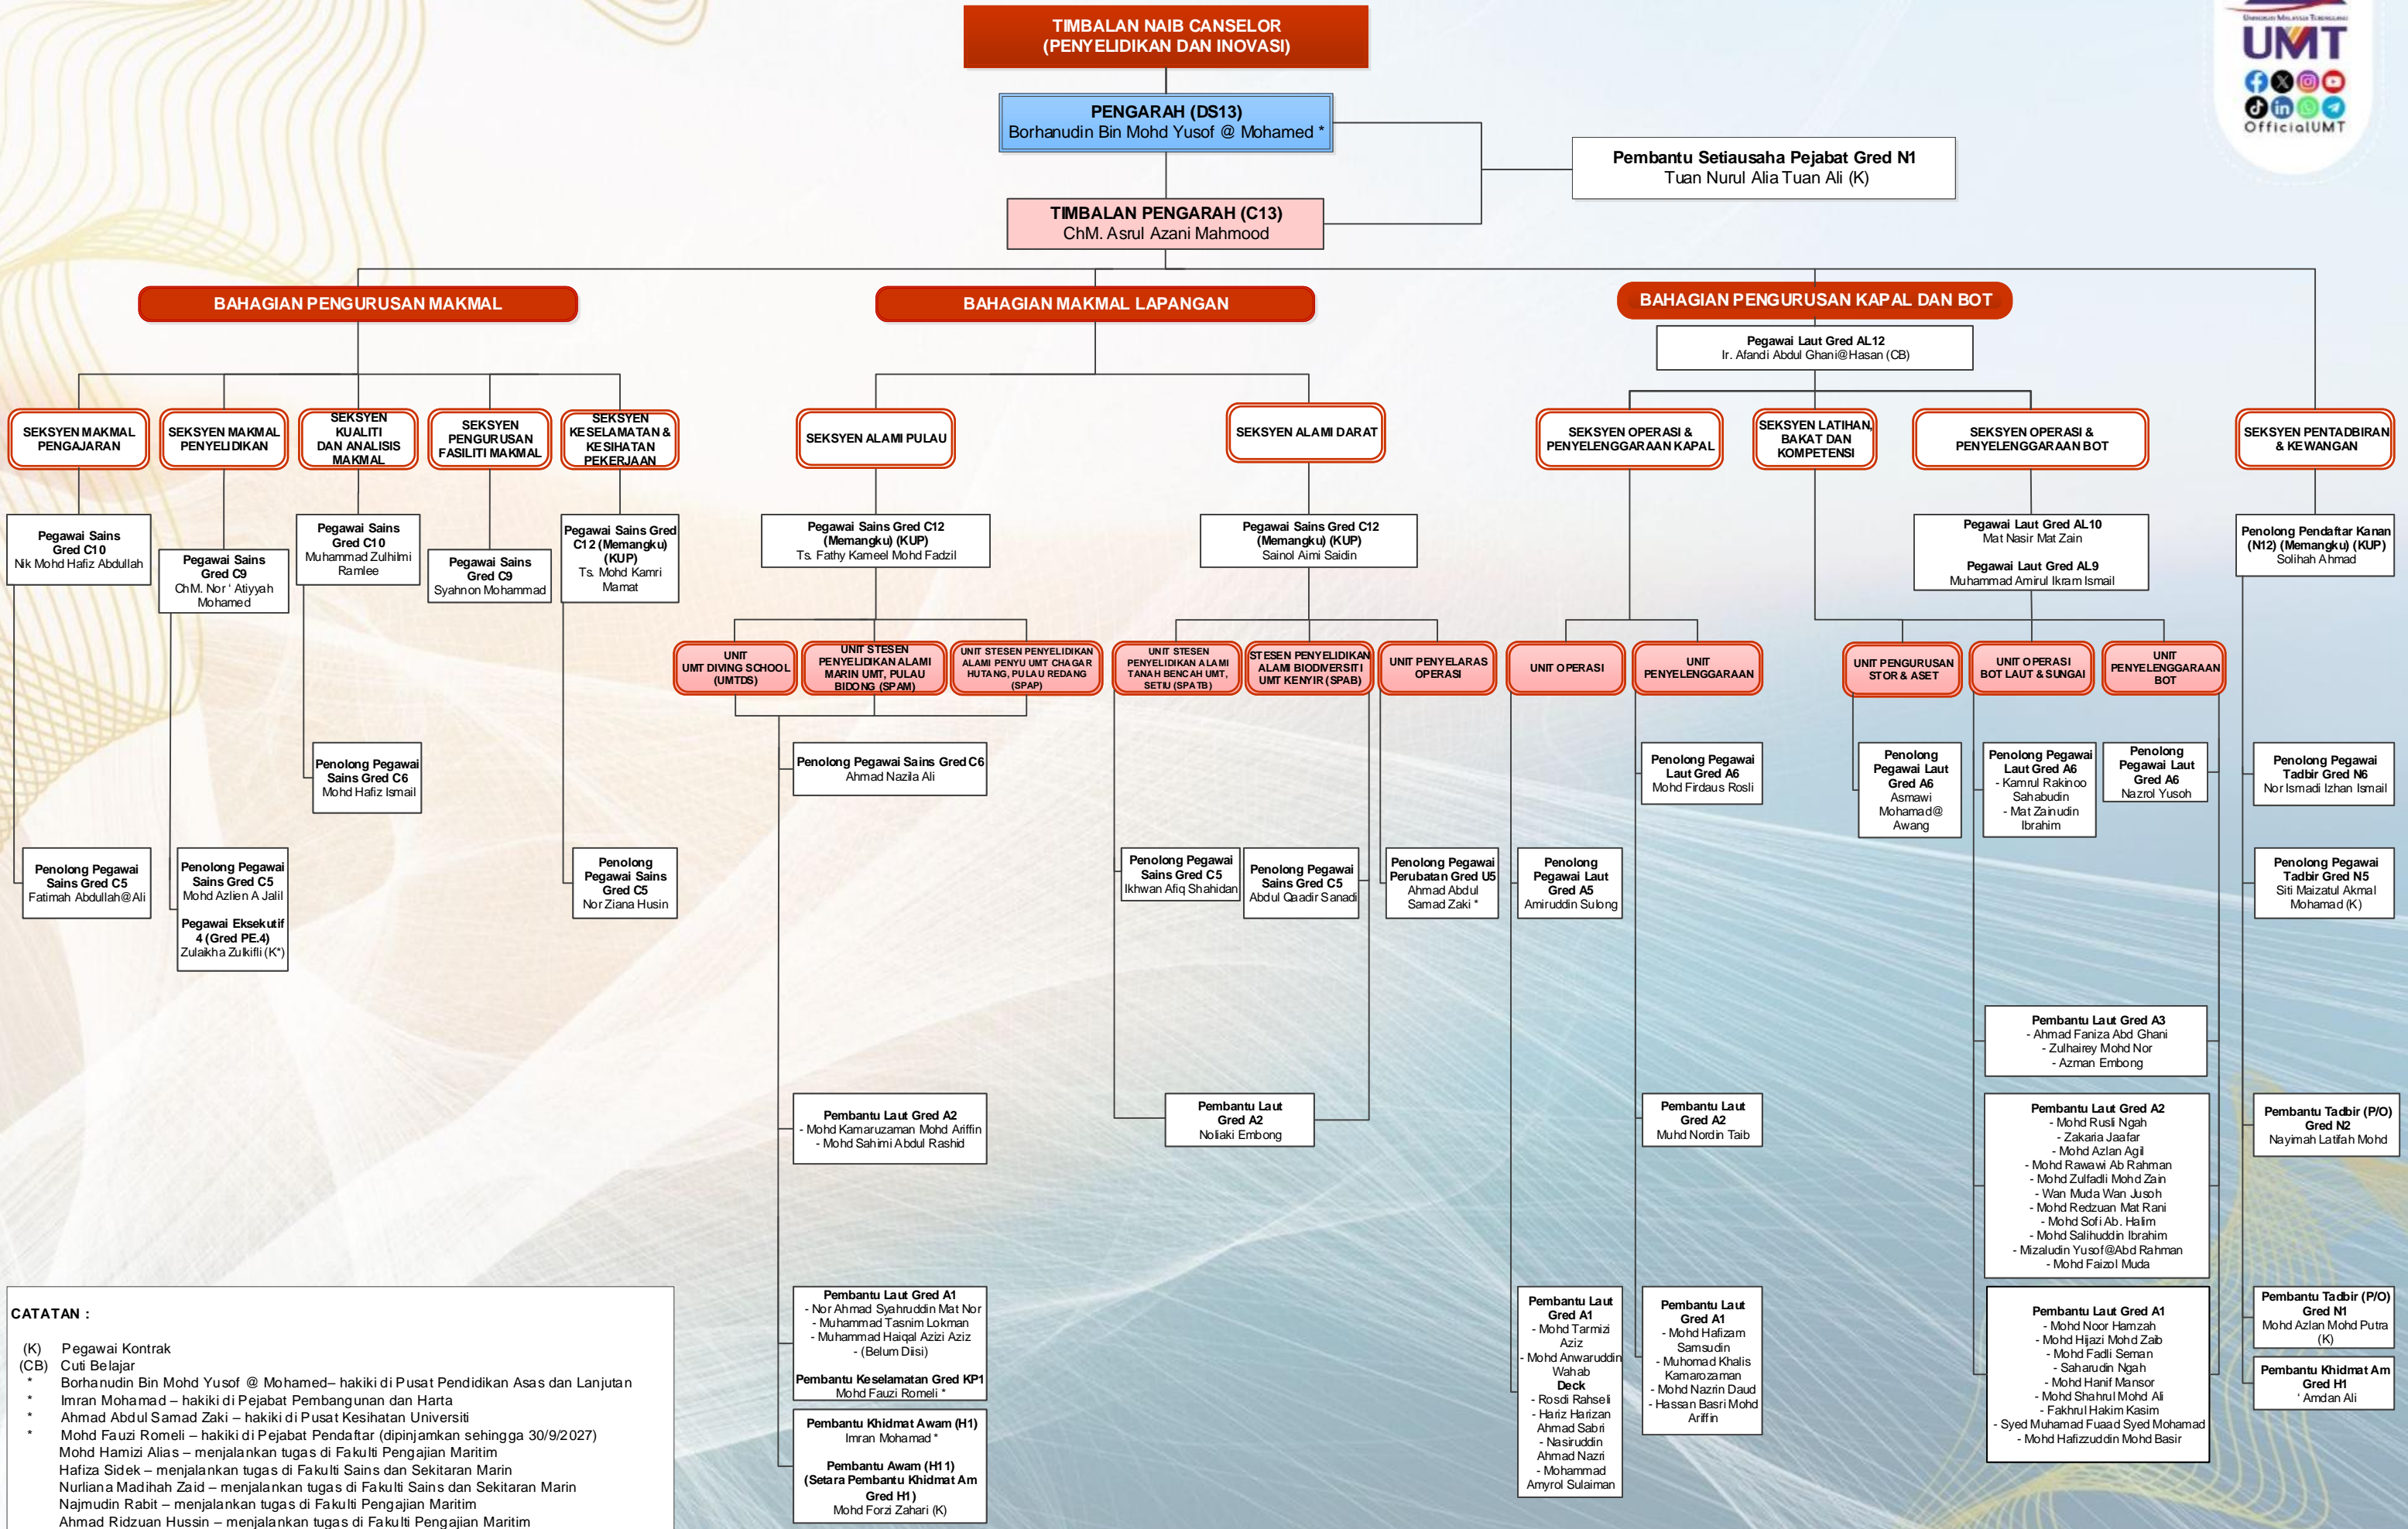 TIMBALAN NAIB CANSELOR
(PENYELIDIKAN DAN INOVASI)
UNIVERSITI MALAYSIA TERENGGANU
UMT
OfficialUMT
PENGARAH (DS13)
Borhanudin Bin Mohd Yusof @ Mohamed *
Pembantu Setiausaha Pejabat Gred N1
Tuan Nurul Alia Tuan Ali (K)
TIMBALAN PENGARAH (C13)
ChM. Asrul Azani Mahmood
BAHAGIAN PENGURUSAN MAKMAL
BAHAGIAN MAKMAL LAPANGAN
BAHAGIAN PENGURUSAN KAPAL DAN BOT
Pegawai Laut Gred AL12
Ir. Afandi Abdul Ghani@Hasan (CB)
SEKSYEN MAKMAL
PENGAJARAN
SEKSYEN MAKMAL
PENYELIDIKAN
SEKSYEN
KUALITI
DAN ANALISIS
MAKMAL
SEKSYEN
PENGURUSAN
FASILITI MAKMAL
SEKSYEN
KESELAMATAN &
KESIHATAN
PEKERJAAN
SEKSYEN ALAMI PULAU
SEKSYEN ALAMI DARAT
SEKSYEN OPERASI &
PENYELENGGARAAN KAPAL
SEKSYEN LATIHAN,
BAKAT DAN
KOMPETENSI
SEKSYEN OPERASI &
PENYELENGGARAAN BOT
SEKSYEN PENTADBIRAN
& KEWANGAN
Pegawai Sains
Gred C10
Nik Mohd Hafiz Abdullah
Pegawai Sains
Gred C9
ChM. Nor ‘ Atiyyah
Mohamed
Pegawai Sains
Gred C10
Muhammad Zulhilmi
Ramlee
Pegawai Sains
Gred C9
Syahnon Mohammad
Pegawai Sains Gred
C12 (Memangku)
(KUP)
Ts. Mohd Kamri
Mamat
Pegawai Sains Gred C12
(Memangku) (KUP)
Ts. Fathy Kameel Mohd Fadzil
Pegawai Sains Gred C12
(Memangku) (KUP)
Sainol Aimi Saidin
Pegawai Laut Gred AL10
Mat Nasir Mat Zain
Pegawai Laut Gred AL9
Muhammad Amirul Ikram Ismail
Penolong Pendaftar Kanan
(N12) (Memangku) (KUP)
Solihah Ahmad
UNIT
UMT DIVING SCHOOL
(UMTDS)
UNIT STESEN
PENYELIDIKAN ALAMI
MARIN UMT, PULAU
BIDONG (SPAM)
UNIT STESEN PENYELIDIKAN
ALAMI PENYU UMT CHAGAR
HUTANG, PULAU REDANG
(SPAP)
UNIT STESEN
PENYELIDIKAN ALAMI
TANAH BENCAH UMT,
SETIU (SPATB)
STESEN PENYELIDIKAN
ALAMI BIODIVERSITI
UMT KENYIR (SPAB)
UNIT PENYELARAS
OPERASI
UNIT OPERASI
UNIT
PENYELENGGARAAN
UNIT PENGURUSAN
STOR & ASET
UNIT OPERASI
BOT LAUT & SUNGAI
UNIT
PENYELENGGARAAN
BOT
Penolong Pegawai
Sains Gred C6
Mohd Hafiz Ismail
Penolong Pegawai Sains Gred C6
Ahmad Nazila Ali
Penolong Pegawai
Laut Gred A6
Mohd Firdaus Rosli
Penolong
Pegawai Laut
Gred A6
Asmawi
Mohamad@
Awang
Penolong Pegawai
Laut Gred A6
- Kamrul Rakinoo
Sahabudin
- Mat Zainudin
Ibrahim
Penolong
Pegawai Laut
Gred A6
Nazrol Yusoh
Penolong Pegawai
Tadbir Gred N6
Nor Ismadi Izhan Ismail
Penolong Pegawai
Sains Gred C5
Fatimah Abdullah@Ali
Penolong Pegawai
Sains Gred C5
Mohd Azlien A Jalil
Pegawai Eksekutif
4 (Gred PE.4)
Zulaikha Zulkifli (K*)
Penolong
Pegawai Sains
Gred C5
Nor Ziana Husin
Penolong Pegawai
Sains Gred C5
Ikhwan Afiq Shahidan
Penolong Pegawai
Sains Gred C5
Abdul Qaadir Sanadi
Penolong Pegawai
Perubatan Gred U5
Ahmad Abdul
Samad Zaki *
Penolong
Pegawai Laut
Gred A5
Amiruddin Sulong
Penolong Pegawai
Tadbir Gred N5
Siti Maizatul Akmal
Mohamad (K)
Pembantu Laut Gred A3
- Ahmad Faniza Abd Ghani
- Zulhairey Mohd Nor
- Azman Embong
Pembantu Laut Gred A2
- Mohd Kamaruzaman Mohd Ariffin
- Mohd Sahimi Abdul Rashid
Pembantu Laut
Gred A2
Noliaki Embong
Pembantu Laut
Gred A2
Muhd Nordin Taib
Pembantu Laut Gred A2
- Mohd Rusli Ngah
- Zakaria Jaafar
- Mohd Azlan Agil
- Mohd Rawawi Ab Rahman
- Mohd Zulfadli Mohd Zain
- Wan Muda Wan Jusoh
- Mohd Redzuan Mat Rani
- Mohd Sofi Ab. Halim
- Mohd Salihuddin Ibrahim
- Mizaludin Yusof@Abd Rahman
- Mohd Faizol Muda
Pembantu Tadbir (P/O)
Gred N2
Nayimah Latifah Mohd
Pembantu Laut Gred A1
- Nor Ahmad Syahruddin Mat Nor
- Muhammad Tasnim Lokman
- Muhammad Haiqal Azizi Aziz
- (Belum Diisi)
Pembantu Keselamatan Gred KP1
Mohd Fauzi Romeli *
Pembantu Khidmat Awam (H1)
Imran Mohamad *
Pembantu Awam (H11)
(Setara Pembantu Khidmat Am
Gred H1)
Mohd Forzi Zahari (K)
Pembantu Laut
Gred A1
- Mohd Tarmizi
Aziz
- Mohd Anwaruddin
Wahab
Deck
- Rosdi Rahseli
- Hariz Harizan
Ahmad Sabri
- Nasiruddin
Ahmad Nazri
- Mohammad
Amyrol Sulaiman
Pembantu Laut
Gred A1
- Mohd Hafizam
Samsudin
- Muhomad Khalis
Kamarozaman
- Mohd Nazrin Daud
- Hassan Basri Mohd
Ariffin
Pembantu Laut Gred A1
- Mohd Noor Hamzah
- Mohd Hijazi Mohd Zaib
- Mohd Fadli Seman
- Saharudin Ngah
- Mohd Hanif Mansor
- Mohd Shahrul Mohd Ali
- Fakhrul Hakim Kasim
- Syed Muhamad Fuaad Syed Mohamad
- Mohd Hafizzuddin Mohd Basir
Pembantu Tadbir (P/O)
Gred N1
Mohd Azlan Mohd Putra
(K)
Pembantu Khidmat Am
Gred H1
‘ Amdan Ali
CATATAN :
(K) Pegawai Kontrak
(CB) Cuti Belajar
* Borhanudin Bin Mohd Yusof @ Mohamed– hakiki di Pusat Pendidikan Asas dan Lanjutan
* Imran Mohamad – hakiki di Pejabat Pembangunan dan Harta
* Ahmad Abdul Samad Zaki – hakiki di Pusat Kesihatan Universiti
* Mohd Fauzi Romeli – hakiki di Pejabat Pendaftar (dipinjamkan sehingga 30/9/2027)
Mohd Hamizi Alias – menjalankan tugas di Fakulti Pengajian Maritim
Hafiza Sidek – menjalankan tugas di Fakulti Sains dan Sekitaran Marin
Nurliana Madihah Zaid – menjalankan tugas di Fakulti Sains dan Sekitaran Marin
Najmudin Rabit – menjalankan tugas di Fakulti Pengajian Maritim
Ahmad Ridzuan Hussin – menjalankan tugas di Fakulti Pengajian Maritim